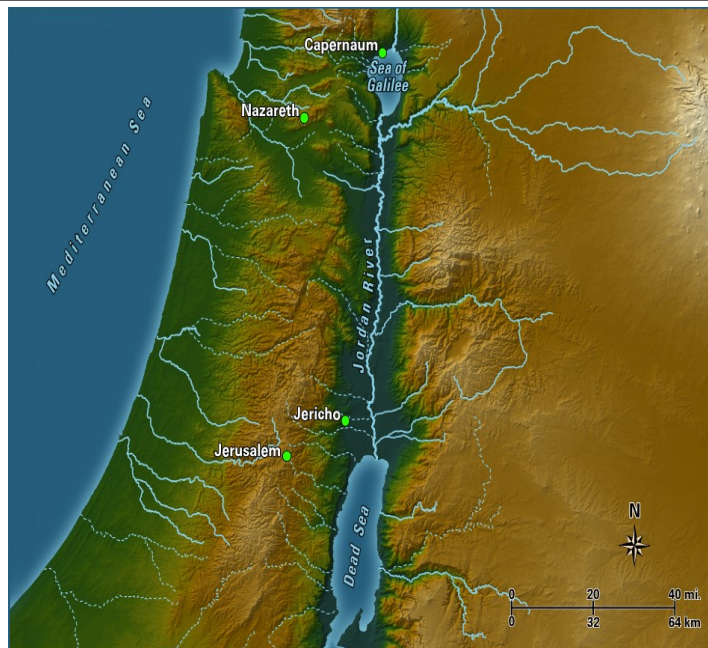 Capernaum
Sea of
Galilee
Nazareth
Mediterranean Sea
Jordan River
Jericho
Jerusalem
Dead Sea
N
0 20 40 mi.
0 32 64 km